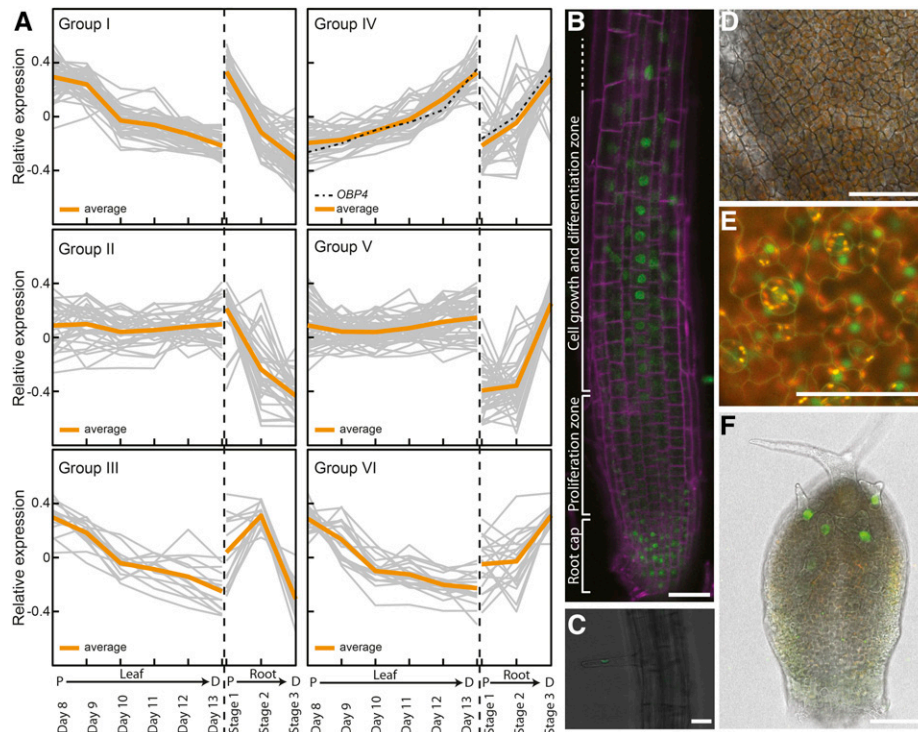 A
Group I
Group IV
Relative expression
0.4
0
-0.4
average
OBP4
average
Group II
Group V
Relative expression
0.4
0.0
-0.4
average
average
Group III
Group VI
Relative expression
0.4
0
-0.4
average
average
P Leaf D P Root D
P Leaf D P Root D
Day 8
Day 9
Day 10
Day 11
Day 12
Day 13
Stage 1
Stage 2
Stage 3
Day 8
Day 9
Day 10
Day 11
Day 12
Day 13
Stage 1
Stage 2
Stage 3
B
Cell growth and differentiation zone
Proliferation zone
Root cap
C
D
E
F